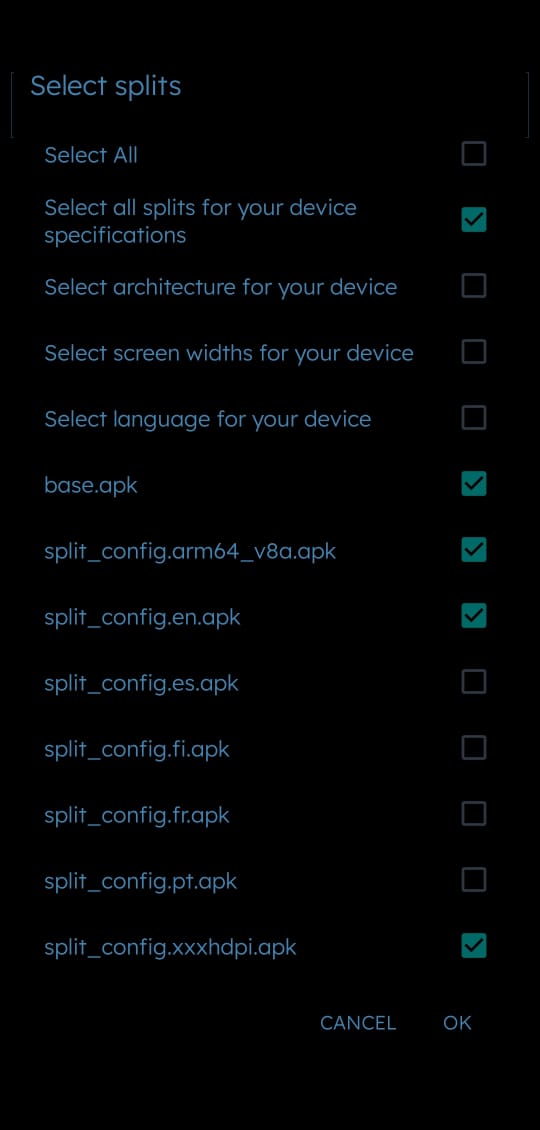 Select splits
Select All
Select all splits for your device
specifications
Select architecture for your device
Select screen widths for your device
Select language for your device
base.apk
split_config.arm64_v8a.apk
split_config.en.apk
split_config.es.apk
split_config.fi.apk
split_config.fr.apk
split_config.pt.apk
split_config.xxxhdpi.apk
CANCEL OK